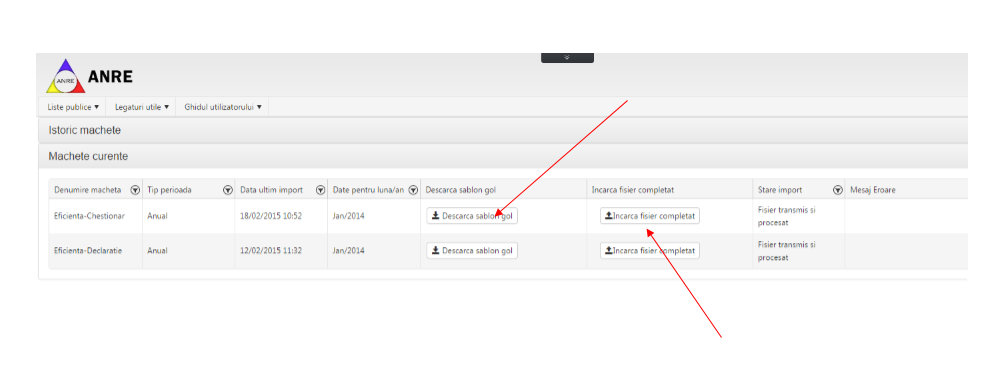 ANRE ANRE
Liste publice Legaturi utile Ghidul utilizatorului
Istoric machete
Machete curente
Denumire macheta Tip perioada Data ultim import Date pentru luna/an Descarca sablon gol Incarca fisier completat Stare import Mesaj Eroare
Eficienta-Chestionar Anual 18/02/2015 10:52 Jan/2014 Descarca sablon gol Incarca fisier completat Fisier transmis si
procesat
Eficienta-Declaratie Anual 12/02/2015 11:32 Jan/2014 Descarca sablon gol Incarca fisier completat Fisier transmis si
procesat